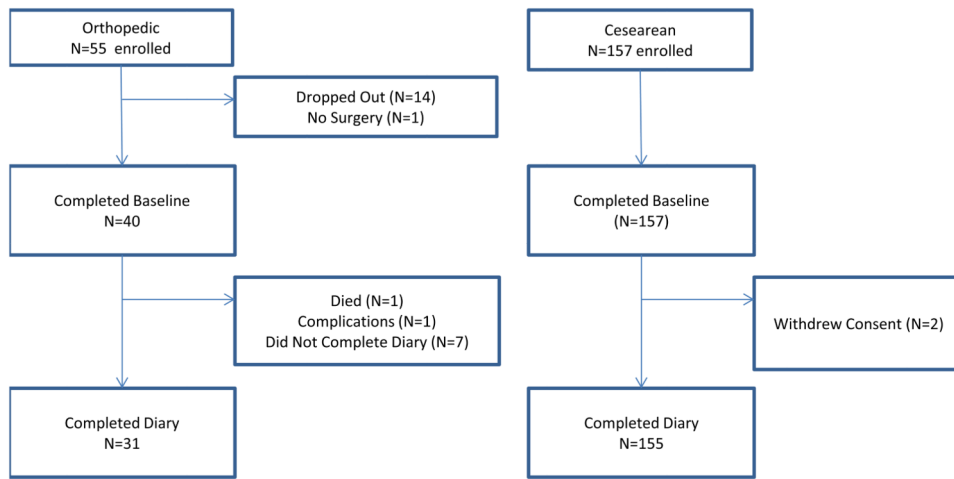 Orthopedic
N=55 enrolled
Dropped Out (N=14)
No Surgery (N=1)
Completed Baseline
N=40
Died (N=1)
Complications (N=1)
Did Not Complete Diary (N=7)
Completed Diary
N=31
Cesearean
N=157 enrolled
Completed Baseline
(N=157)
Withdrew Consent (N=2)
Completed Diary
N=155